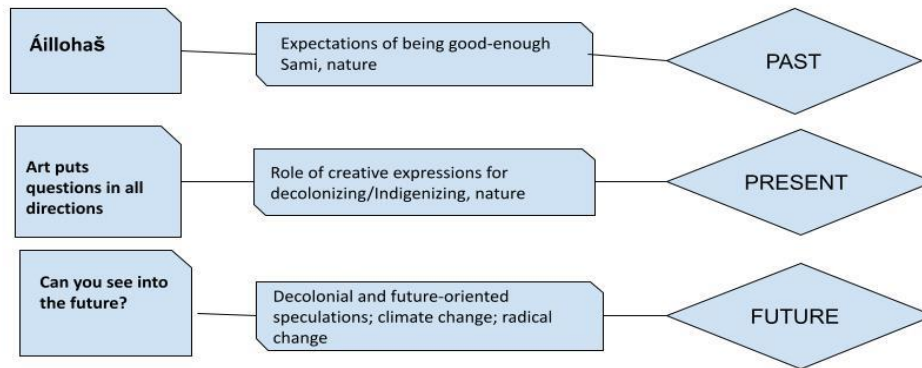 Áillohaš
Expectations of being good-enough
Sami, nature
PAST
Art puts
questions in all
directions
Role of creative expressions for
decolonizing/Indigenizing, nature
PRESENT
Can you see into
the future?
Decolonial and future-oriented
speculations; climate change; radical
change
FUTURE